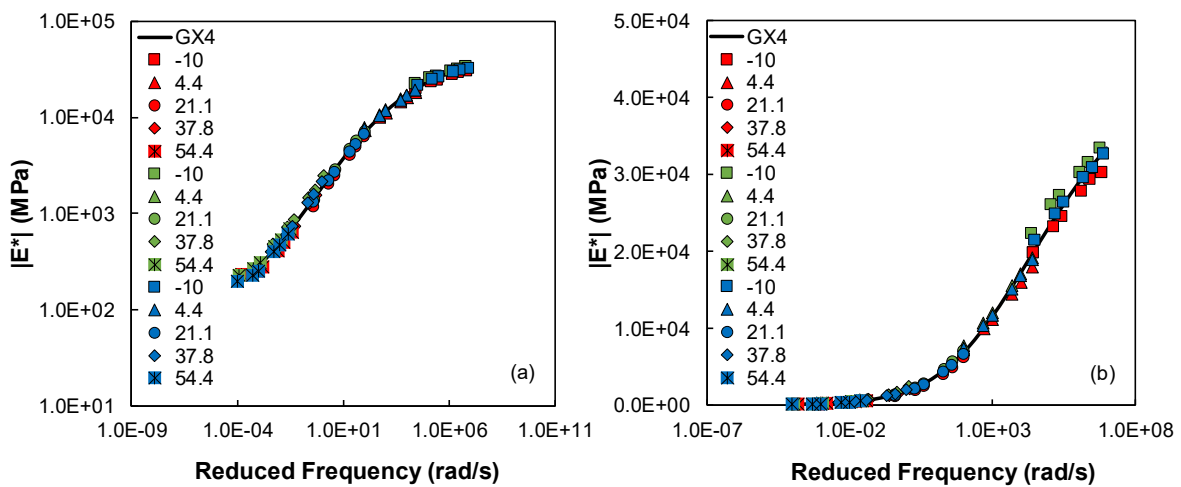 1.0E+05
1.0E+04
1.0E+03
1.0E+02
1.0E+01
|E*| (MPa)
GX4
-10
4.4
21.1
37.8
54.4
-10
4.4
21.1
37.8
54.4
-10
4.4
21.1
37.8
54.4
(a)
1.0E-09 1.0E-04 1.0E+01 1.0E+06 1.0E+11
Reduced Frequency (rad/s)
5.0E+04
4.0E+04
3.0E+04
2.0E+04
1.0E+04
0.0E+00
|E*| (MPa)
GX4
-10
4.4
21.1
37.8
54.4
-10
4.4
21.1
37.8
54.4
-10
4.4
21.1
37.8
54.4
(b)
1.0E-07 1.0E-02 1.0E+03 1.0E+08
Reduced Frequency (rad/s)